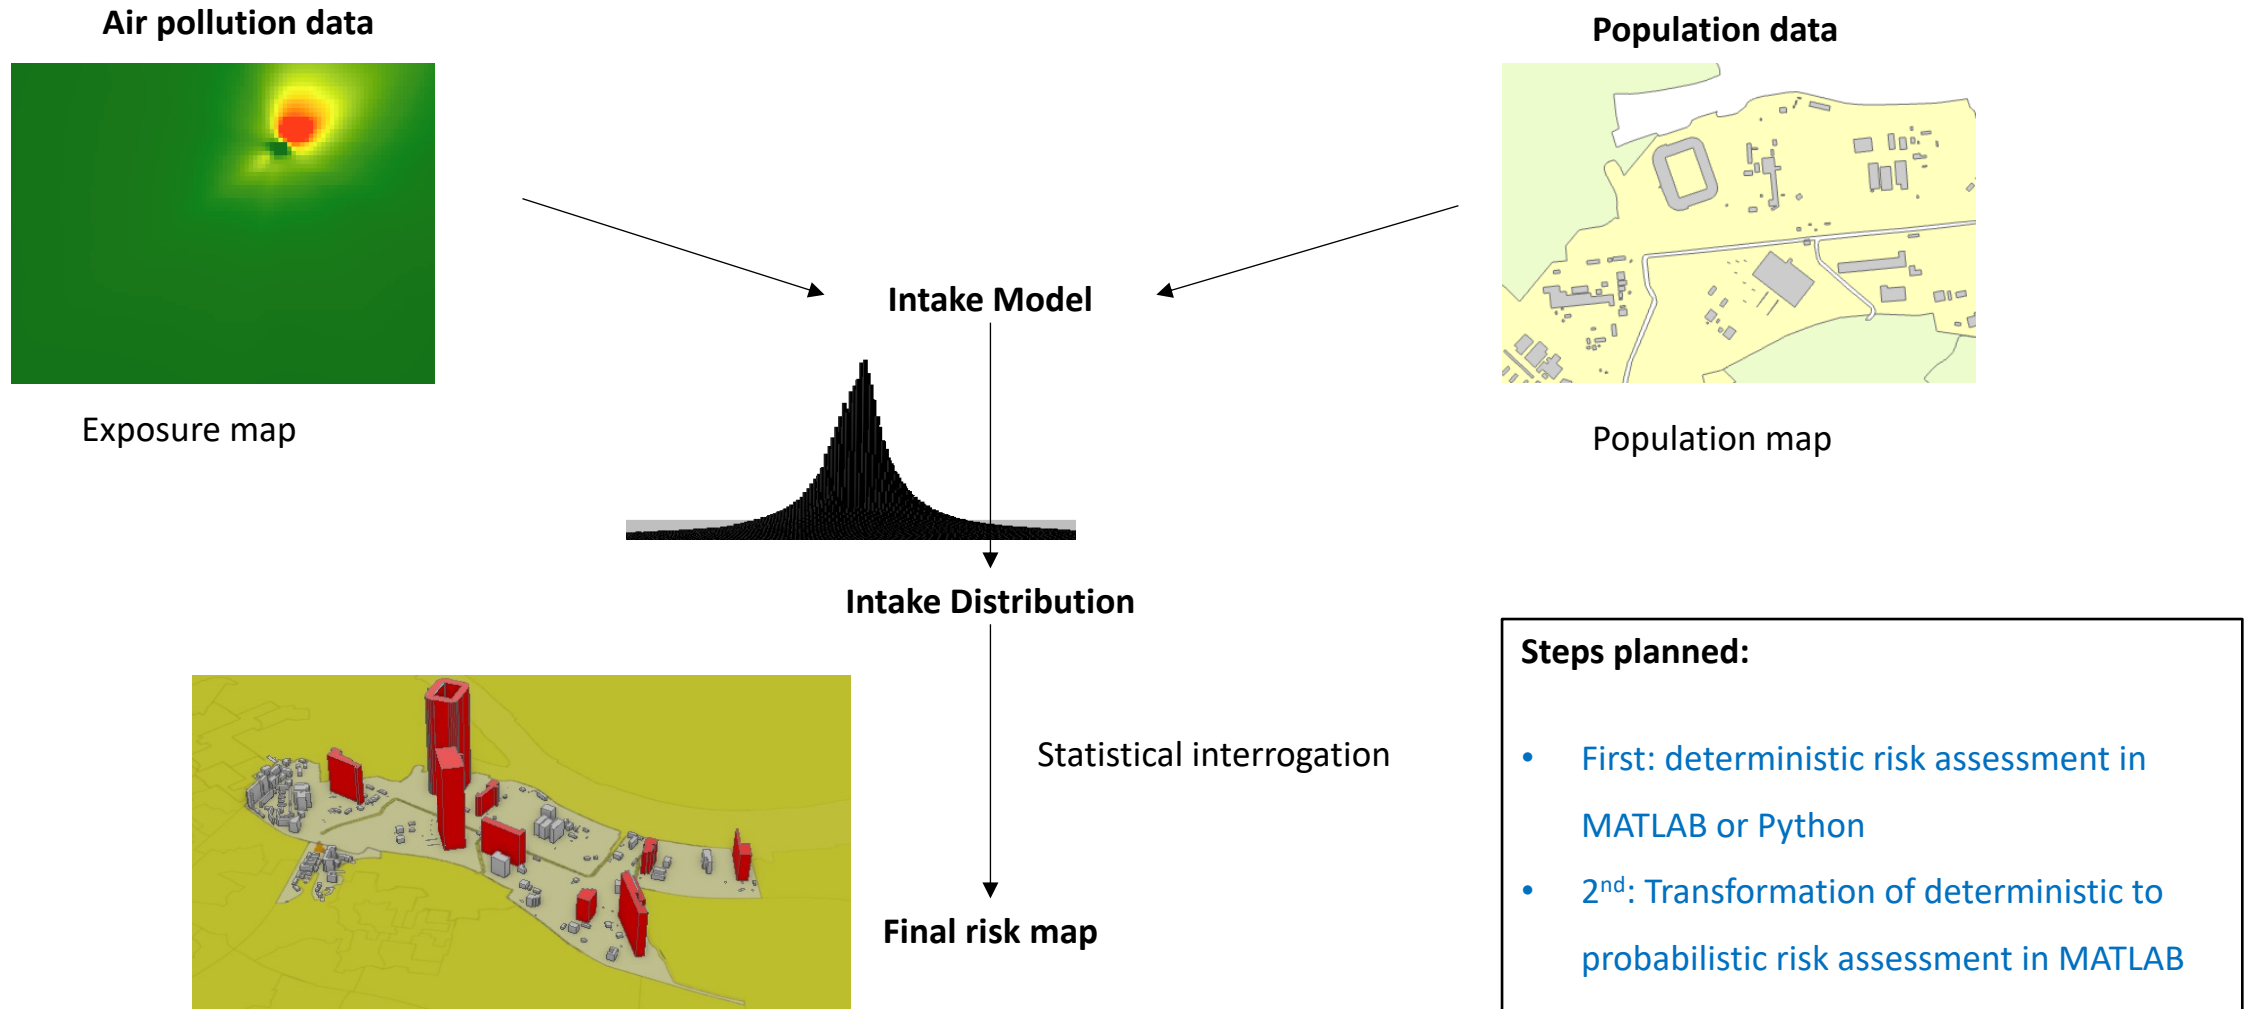 Air pollution data
Population data
Exposure map
Population map
Intake Model
Intake Distribution
Statistical interrogation
Final risk map
Steps planned:
• First: deterministic risk assessment in
MATLAB or Python
• 2nd: Transformation of deterministic to
probabilistic risk assessment in MATLAB